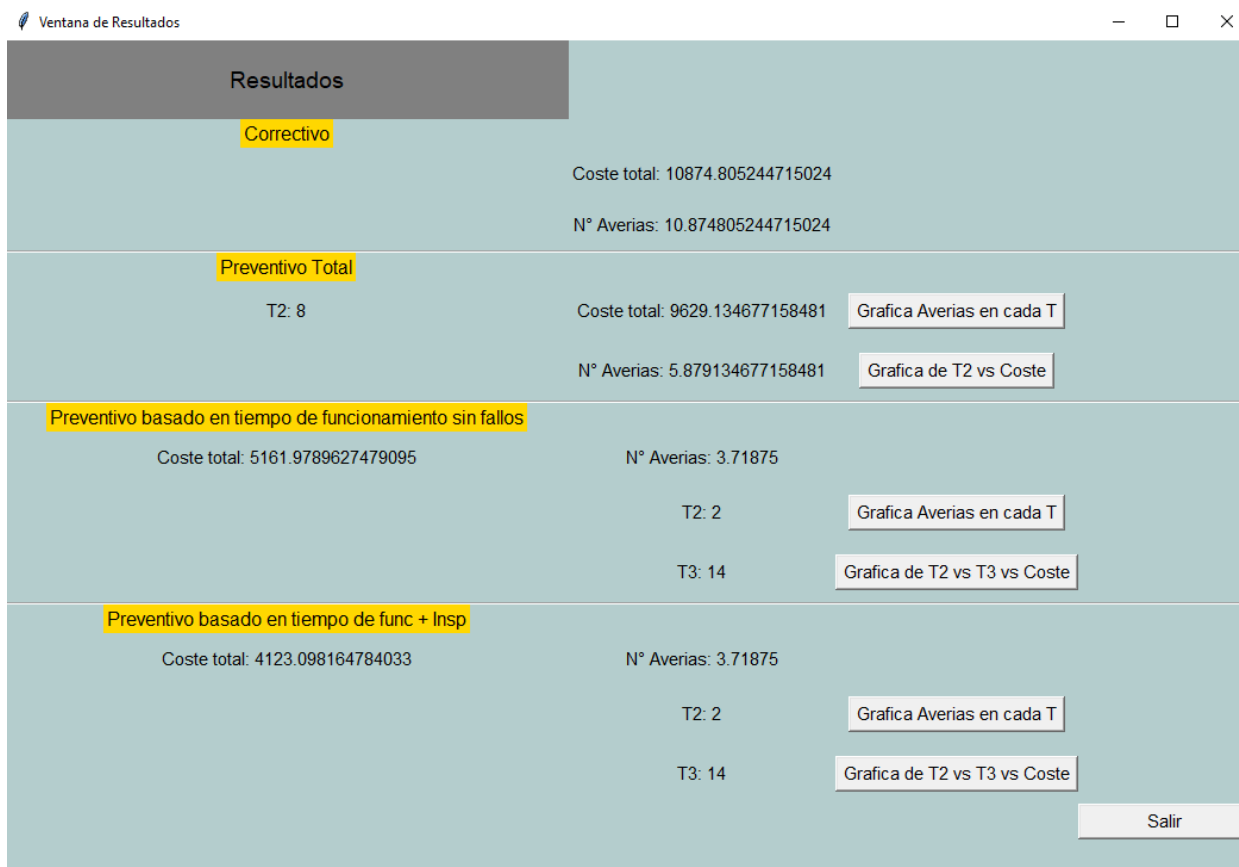 Ventana de Resultados
Resultados
Correctivo
Coste total: 10874.805244715024
N° Averias: 10.874805244715024
Preventivo Total
T2: 8
Coste total: 9629.134677158481
Grafica Averias en cada T
N° Averias: 5.879134677158481
Grafica de T2 vs Coste
Preventivo basado en tiempo de funcionamiento sin fallos
Coste total: 5161.9789627479095
N° Averias: 3.71875
T2: 2
Grafica Averias en cada T
T3: 14
Grafica de T2 vs T3 vs Coste
Preventivo basado en tiempo de func + Insp
Coste total: 4123.098164784033
N° Averias: 3.71875
T2: 2
Grafica Averias en cada T
T3: 14
Grafica de T2 vs T3 vs Coste
Salir